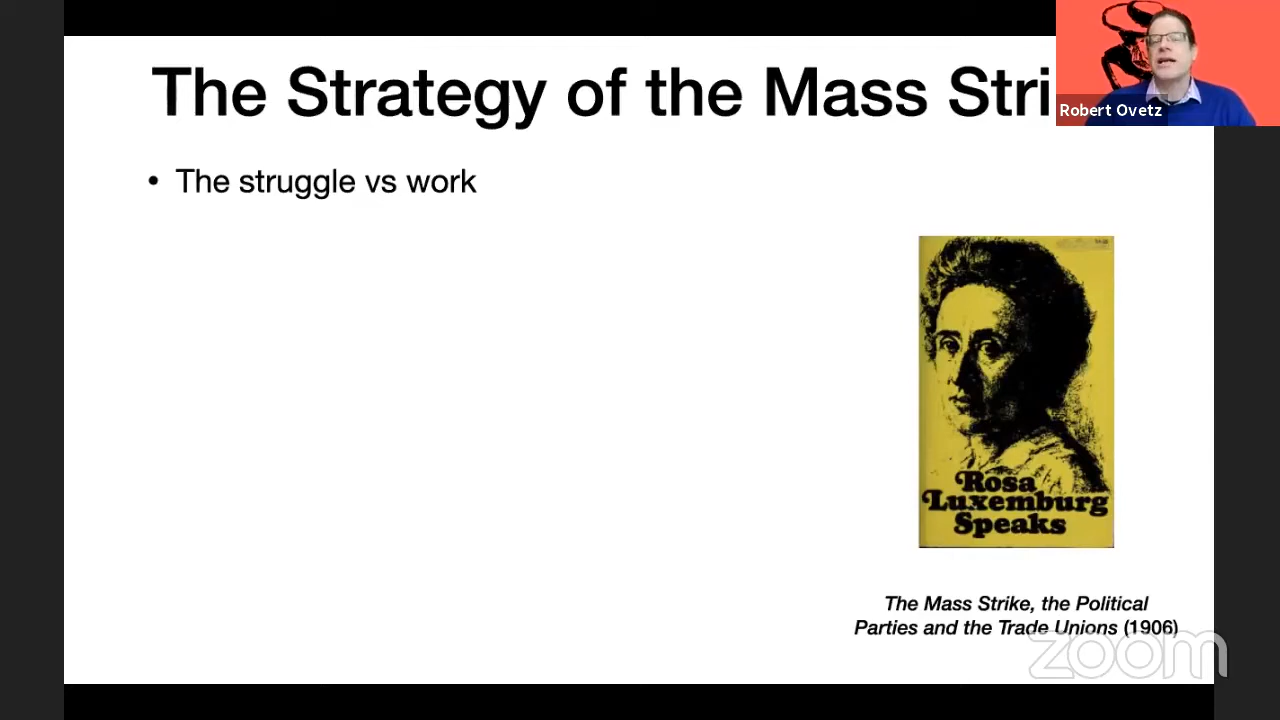 The Strategy of the Mass Stri
Robert Ovetz
• The struggle vs work
Rosa
Luxemburg
Speaks
The Mass Strike, the Political
Parties and the Trade Unions (1906)
zoom